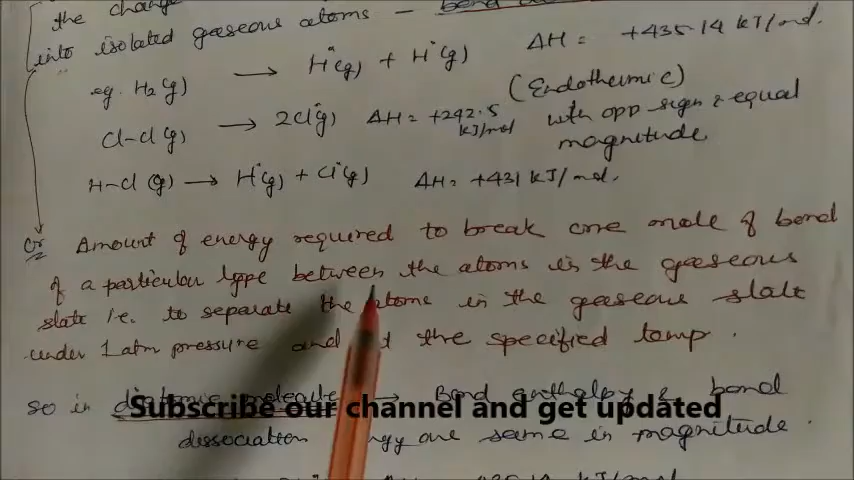 the change
into isolated gaseous atoms – bond
eg. H₂(g) → H(g) + H(g) ΔH = +435.14 kJ/mol.
(Endothermic)
Cl–Cl(g) → 2Cl(g) ΔH = +242.5 kJ/mol with opp sign & equal
magnitude
H–Cl (g) → H(g) + Cl(g) ΔH = +431 kJ/mol.
or Amount of energy required to break one mole of bond
of a particular type between the atoms in the gaseous
state i.e. to separate the atoms in the gaseous state
under 1 atm pressure and the specified temp.
so in diatomic molecule → Bond enthalpy & bond
Subscribe our channel and get updated
dissociation are same in magnitude.
kJ/mol